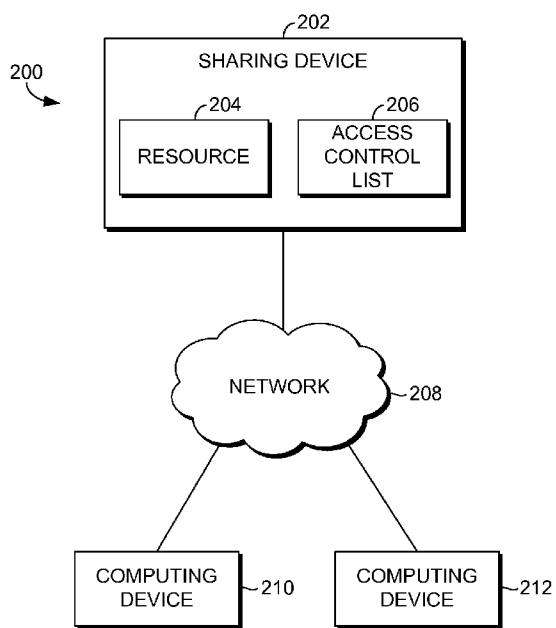 202
SHARING DEVICE
200
204
206
RESOURCE
ACCESS
CONTROL
LIST
NETWORK
208
COMPUTING
DEVICE
210
COMPUTING
DEVICE
212